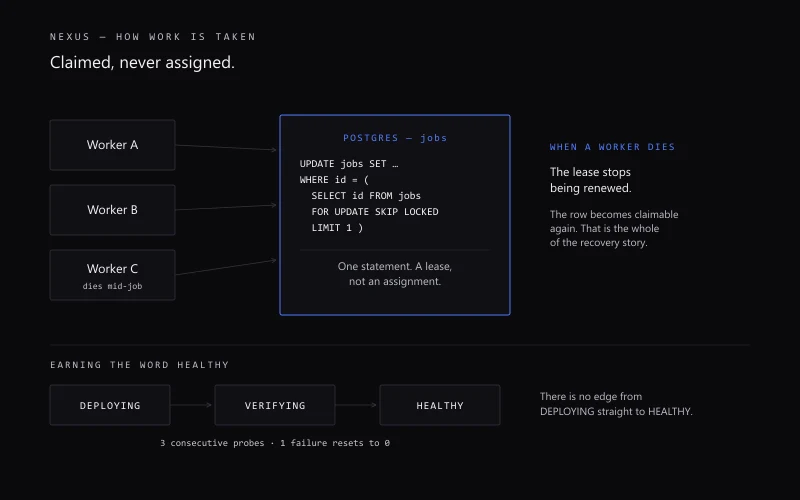 NEXUS — HOW WORK IS TAKEN
Claimed, never assigned.
Worker A
Worker B
Worker C
dies mid-job
POSTGRES — jobs
UPDATE jobs SET …
WHERE id = (
SELECT id FROM jobs
FOR UPDATE SKIP LOCKED
LIMIT 1 )
One statement. A lease,
not an assignment.
WHEN A WORKER DIES
The lease stops
being renewed.
The row becomes claimable
again. That is the whole
of the recovery story.
EARNING THE WORD HEALTHY
DEPLOYING
VERIFYING
HEALTHY
3 consecutive probes · 1 failure resets to 0
There is no edge from
DEPLOYING straight to HEALTHY.